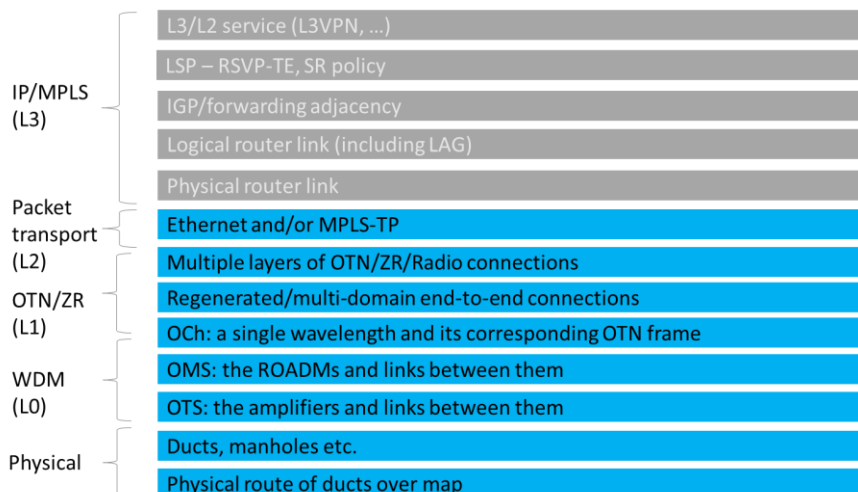 L3/L2 service (L3VPN, ...)
LSP – RSVP-TE, SR policy
IP/MPLS
(L3)
IGP/forwarding adjacency
Logical router link (including LAG)
Physical router link
Packet
transport
(L2)
Ethernet and/or MPLS-TP
Multiple layers of OTN/ZR/Radio connections
OTN/ZR
(L1)
Regenerated/multi-domain end-to-end connections
OCh: a single wavelength and its corresponding OTN frame
WDM
(L0)
OMS: the ROADMs and links between them
OTS: the amplifiers and links between them
Physical
Ducts, manholes etc.
Physical route of ducts over map